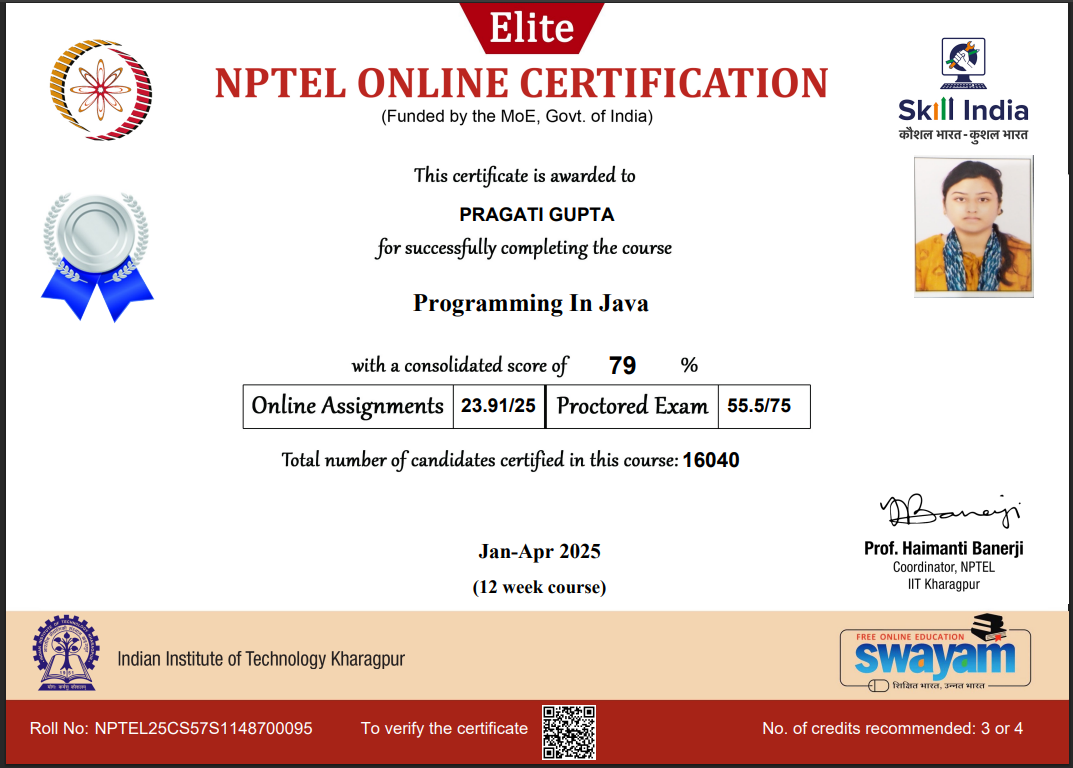 Elite
NPTEL ONLINE CERTIFICATION
(Funded by the MoE, Govt. of India)
Skill India
कौशल भारत - कुशल भारत
This certificate is awarded to
PRAGATI GUPTA
for successfully completing the course
Programming In Java
with a consolidated score of 79 %
Online Assignments 23.91/25 Proctored Exam 55.5/75
Total number of candidates certified in this course: 16040
Jan-Apr 2025
(12 week course)
Prof. Haimanti Banerji
Coordinator, NPTEL
IIT Kharagpur
Indian Institute of Technology Kharagpur
FREE ONLINE EDUCATION
swayam
शिक्षित भारत, उन्नत भारत
Roll No: NPTEL25CS57S1148700095 To verify the certificate No. of credits recommended: 3 or 4